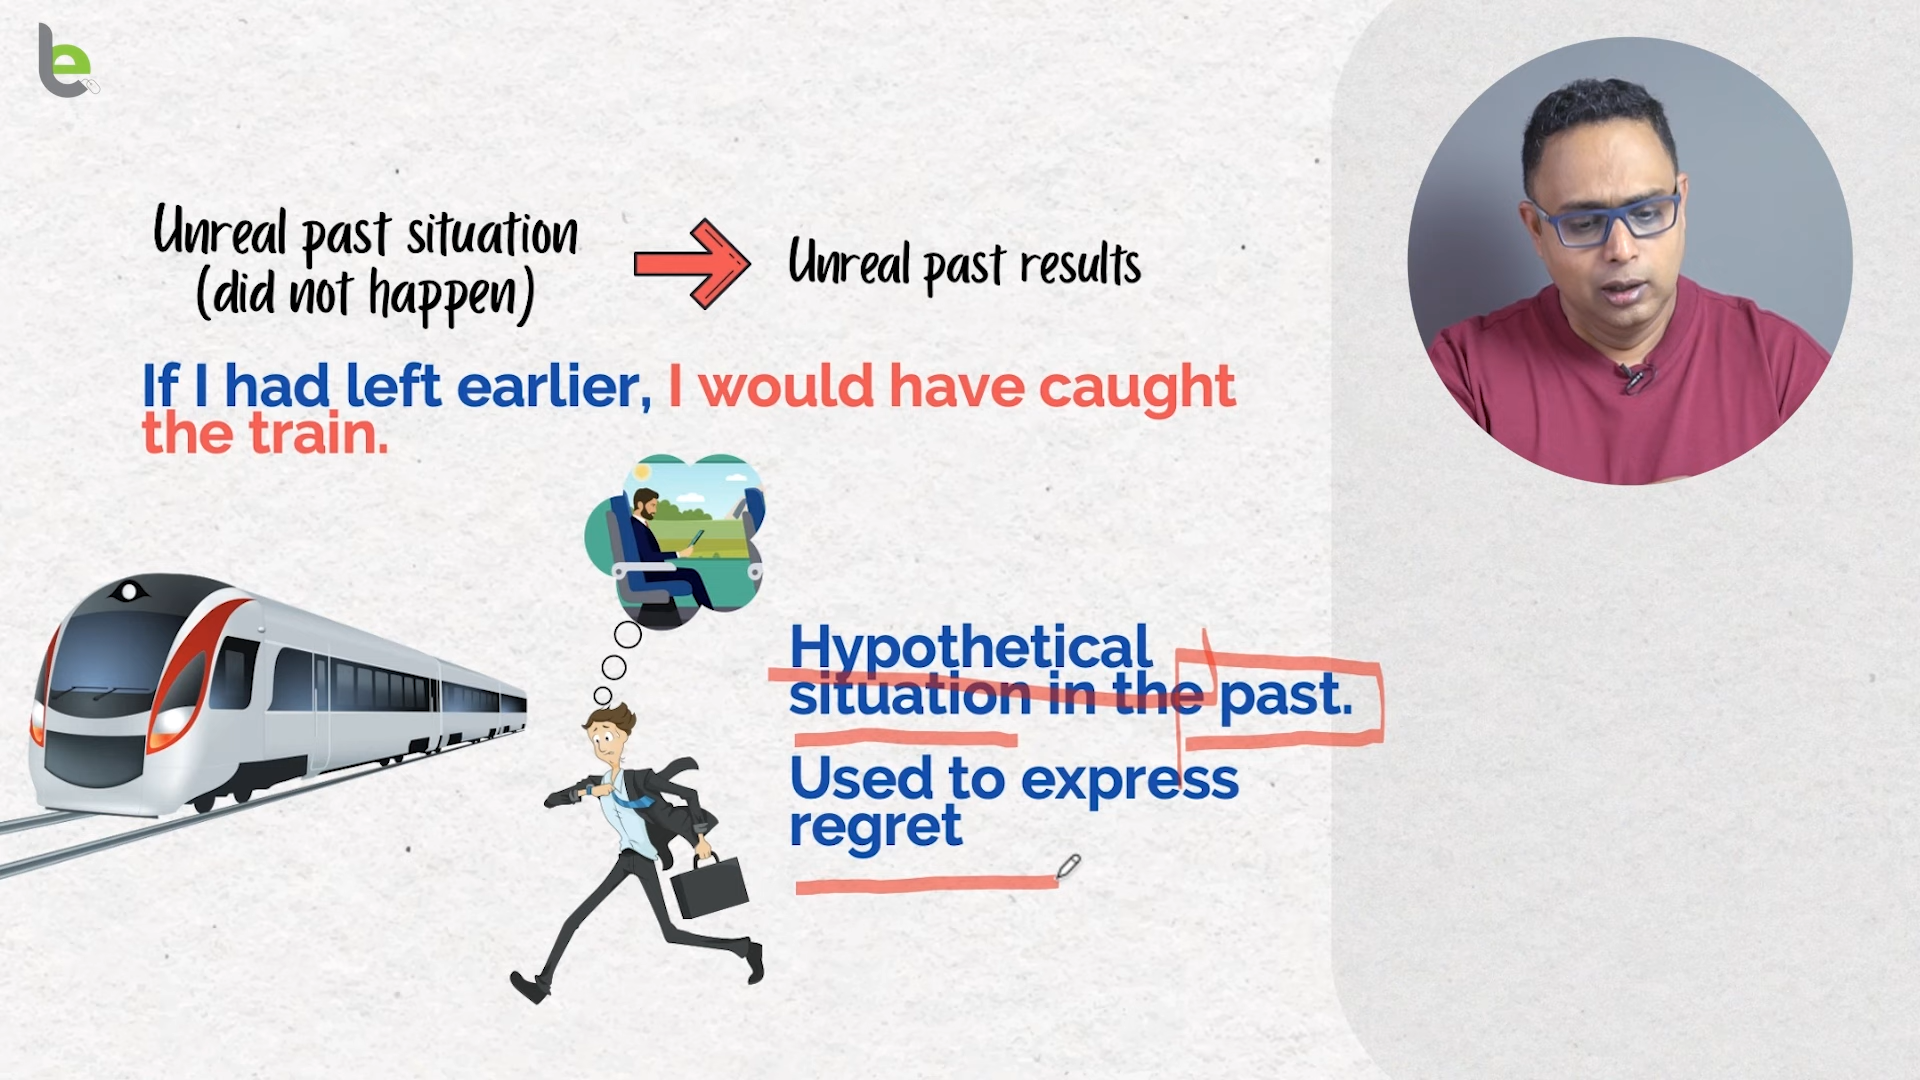 Unreal past situation
(did not happen)
Unreal past results
If I had left earlier, I would have caught
the train.
Hypothetical
situation in the past.
Used to express
regret